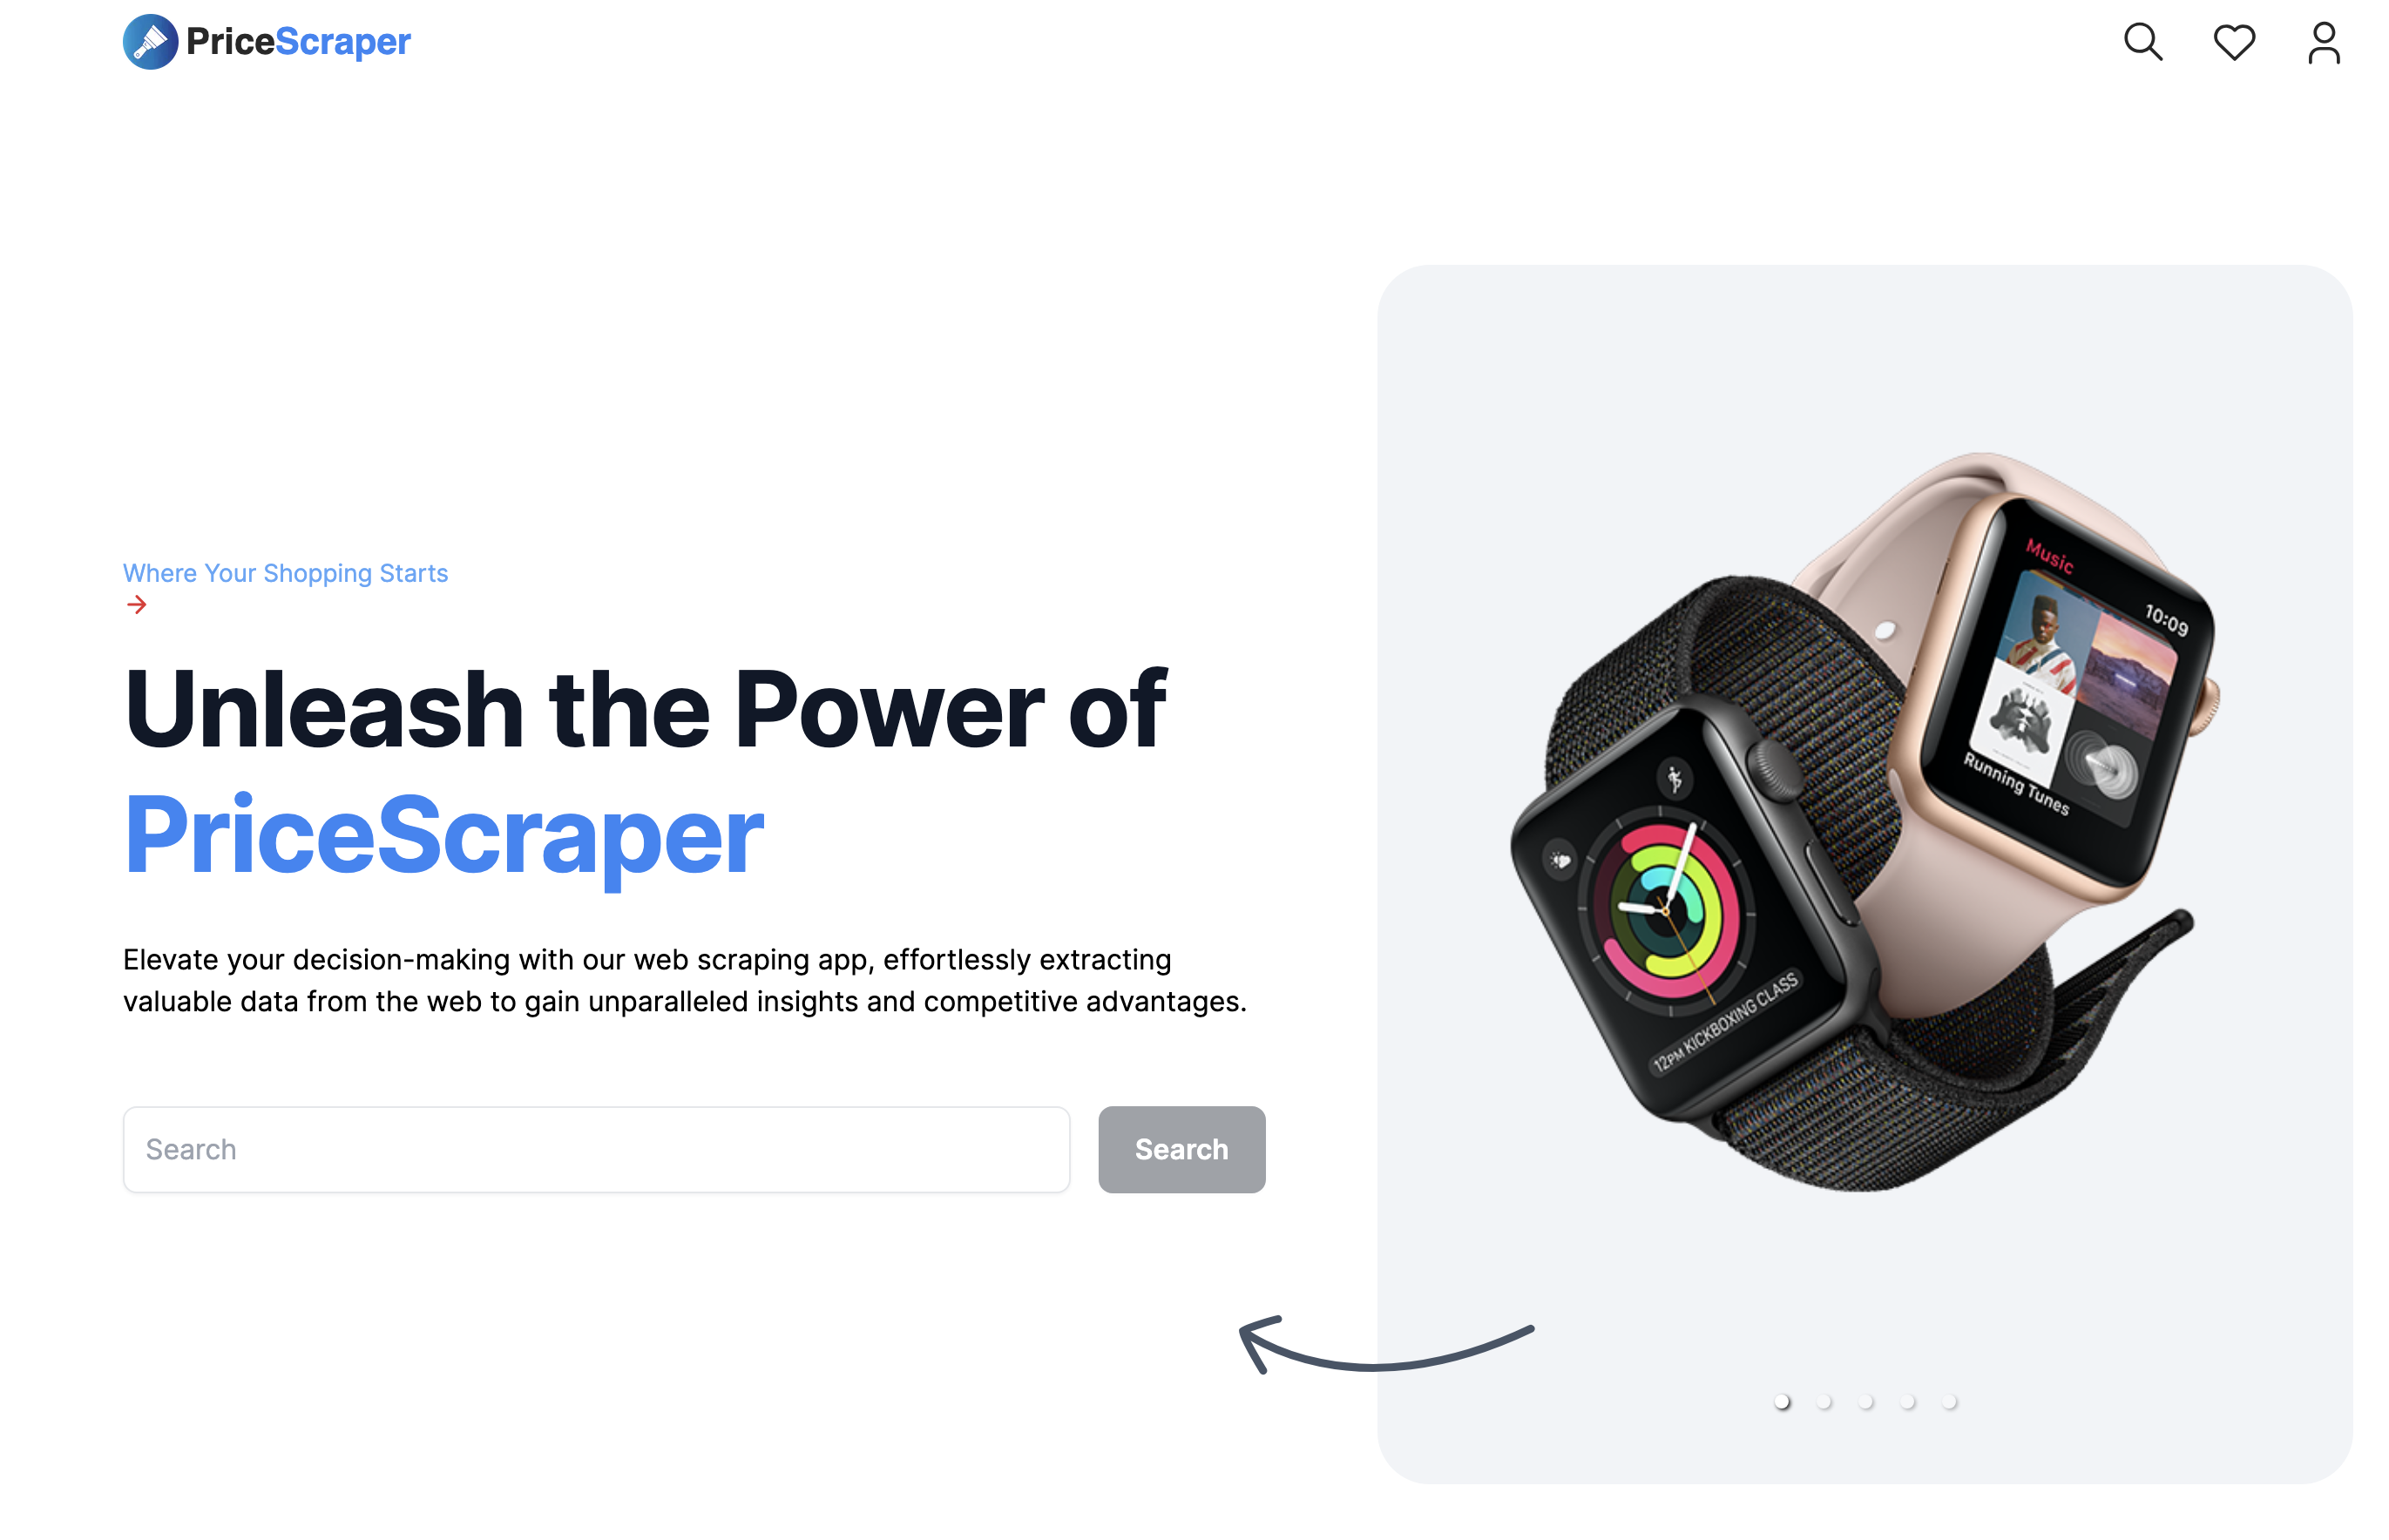 PriceScraper
Where Your Shopping Starts
Unleash the Power of
PriceScraper
Elevate your decision-making with our web scraping app, effortlessly extracting
valuable data from the web to gain unparalleled insights and competitive advantages.
Search
Search
Music
10:09
Running Tunes
12PM KICKBOXING CLASS